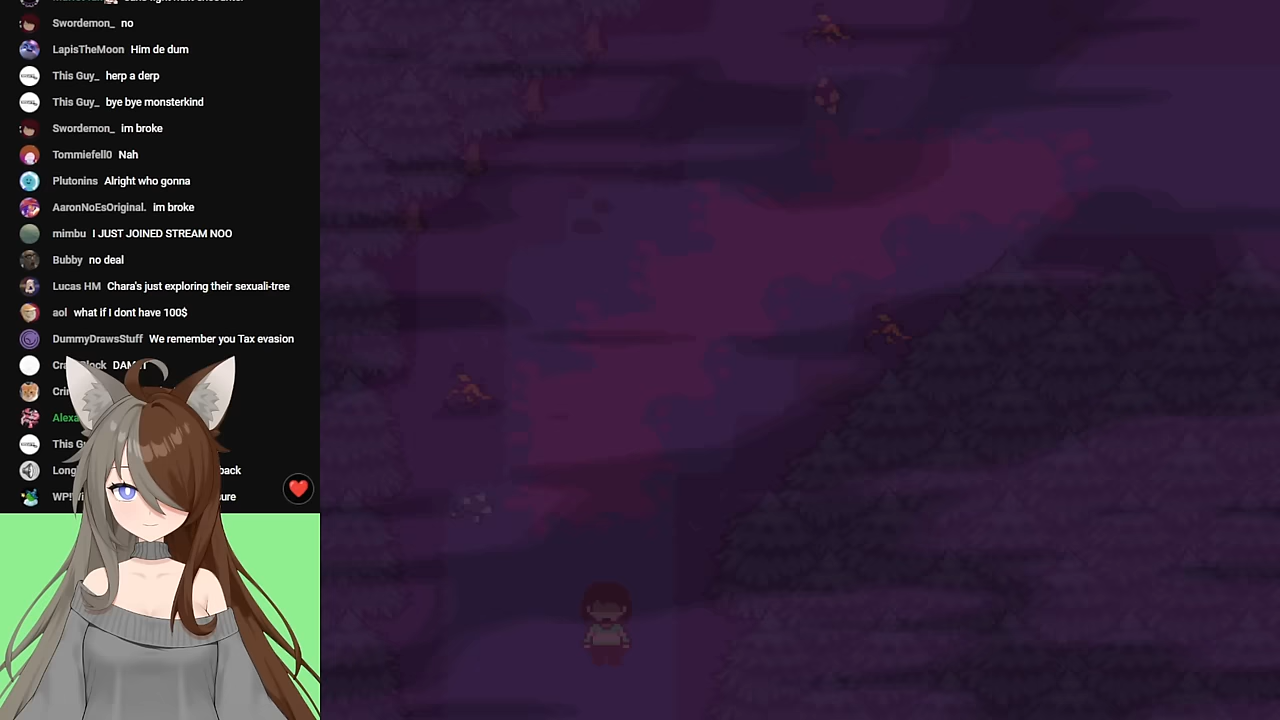 Swordemon_ no
LapisTheMoon Him de dum
This Guy_ herp a derp
This Guy_ bye bye monsterkind
Swordemon_ im broke
Tommiefell0 Nah
Plutonins Alright who gonna
AaronNoEsOriginal. im broke
mimbu I JUST JOINED STREAM NOO
Bubby no deal
Lucas HM Chara's just exploring their sexuali-tree
aol what if I dont have 100$
DummyDrawsStuff We remember you Tax evasion
This